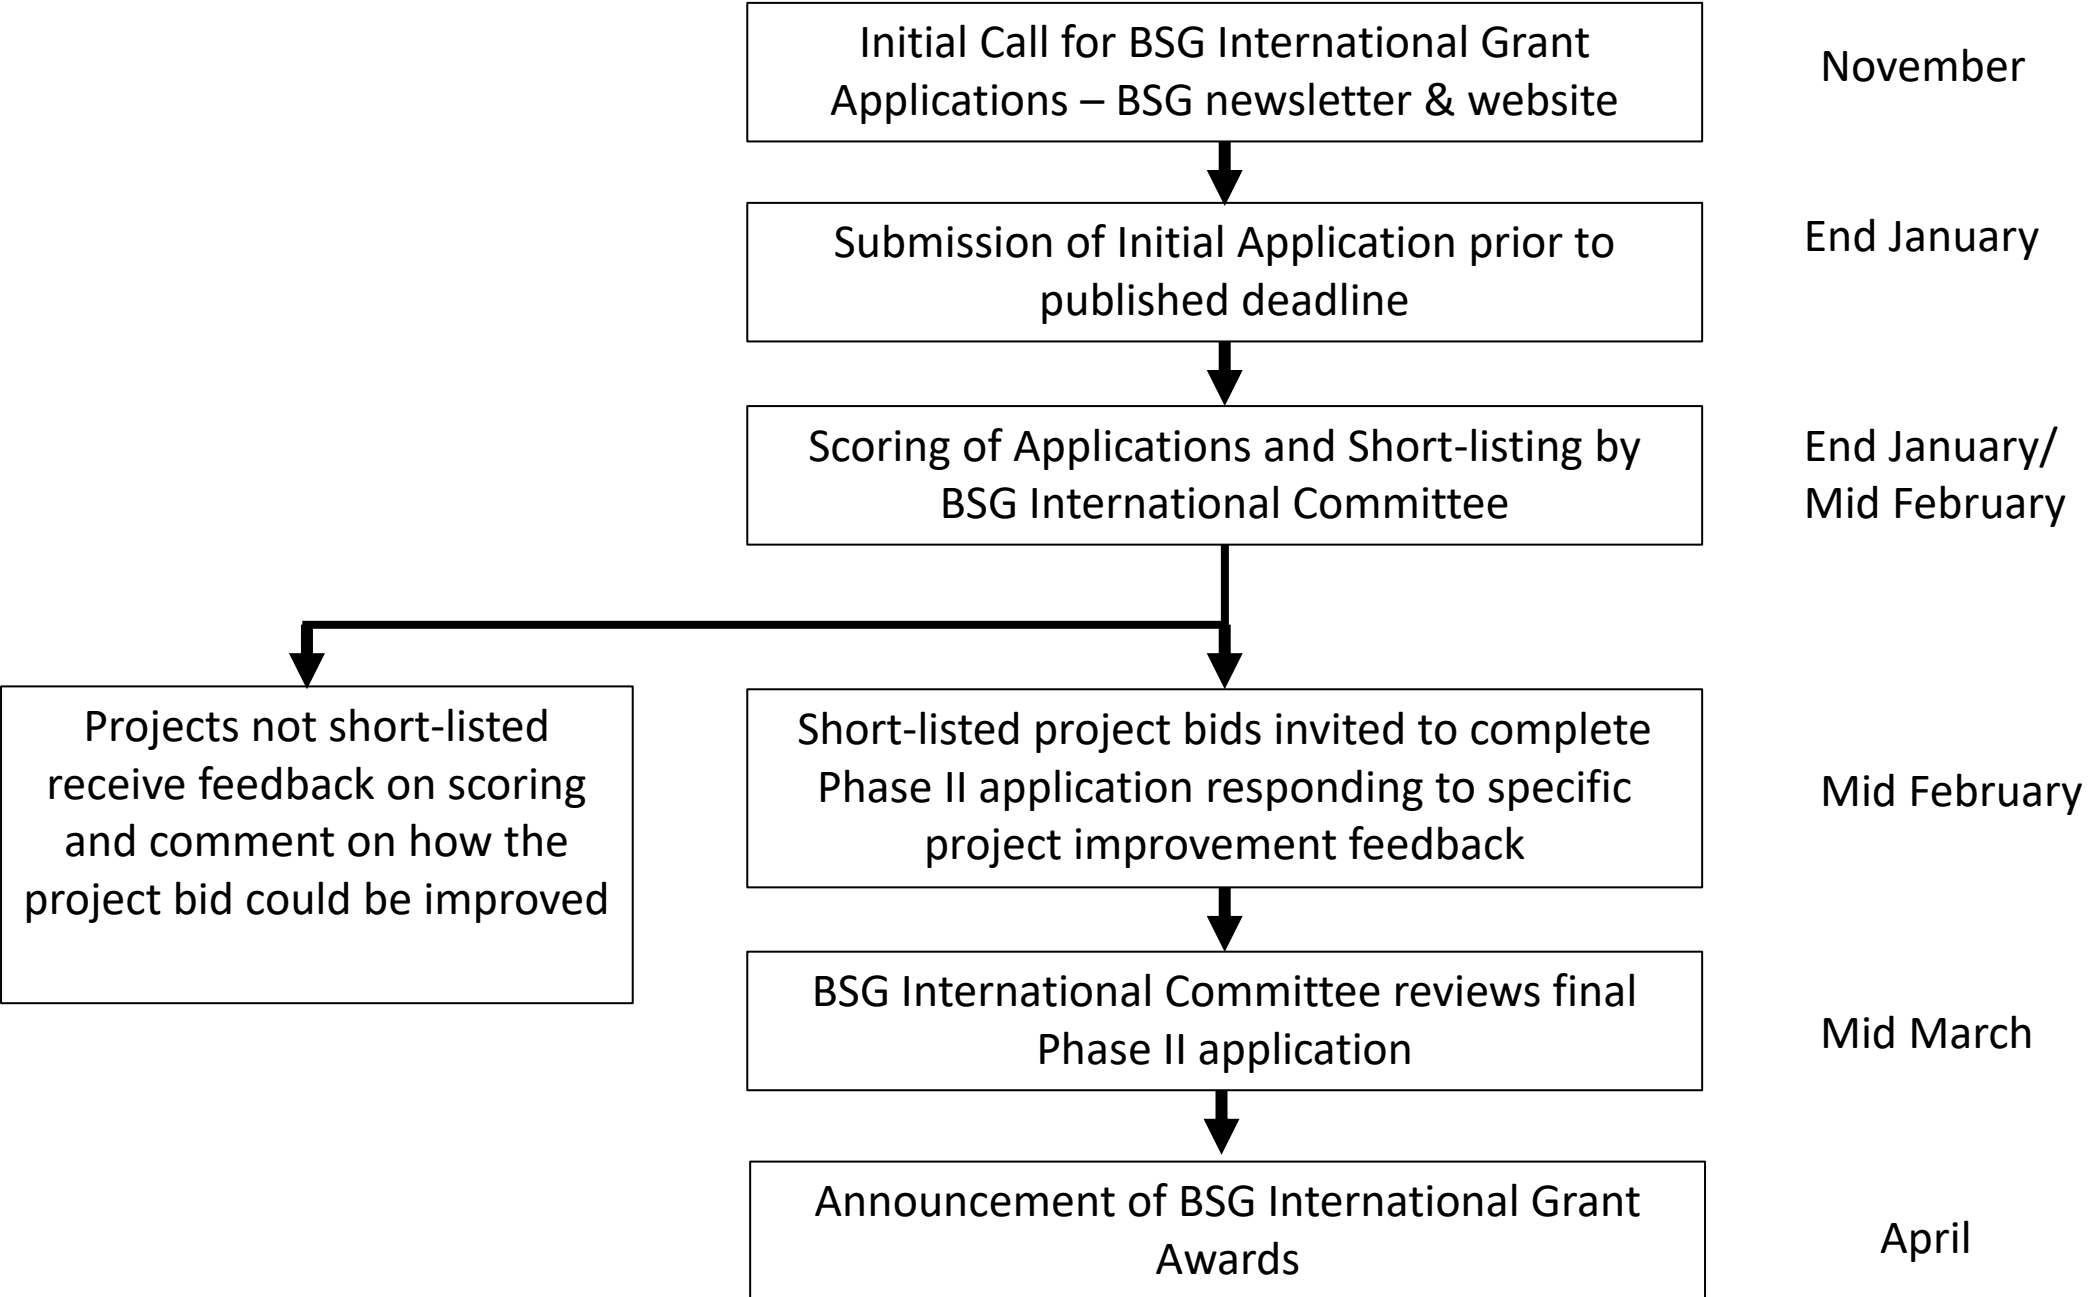 Initial Call for BSG International Grant
Applications – BSG newsletter & website
November
Submission of Initial Application prior to
published deadline
End January
Scoring of Applications and Short-listing by
BSG International Committee
End January/
Mid February
Projects not short-listed
receive feedback on scoring
and comment on how the
project bid could be improved
Short-listed project bids invited to complete
Phase II application responding to specific
project improvement feedback
Mid February
BSG International Committee reviews final
Phase II application
Mid March
Announcement of BSG International Grant
Awards
April